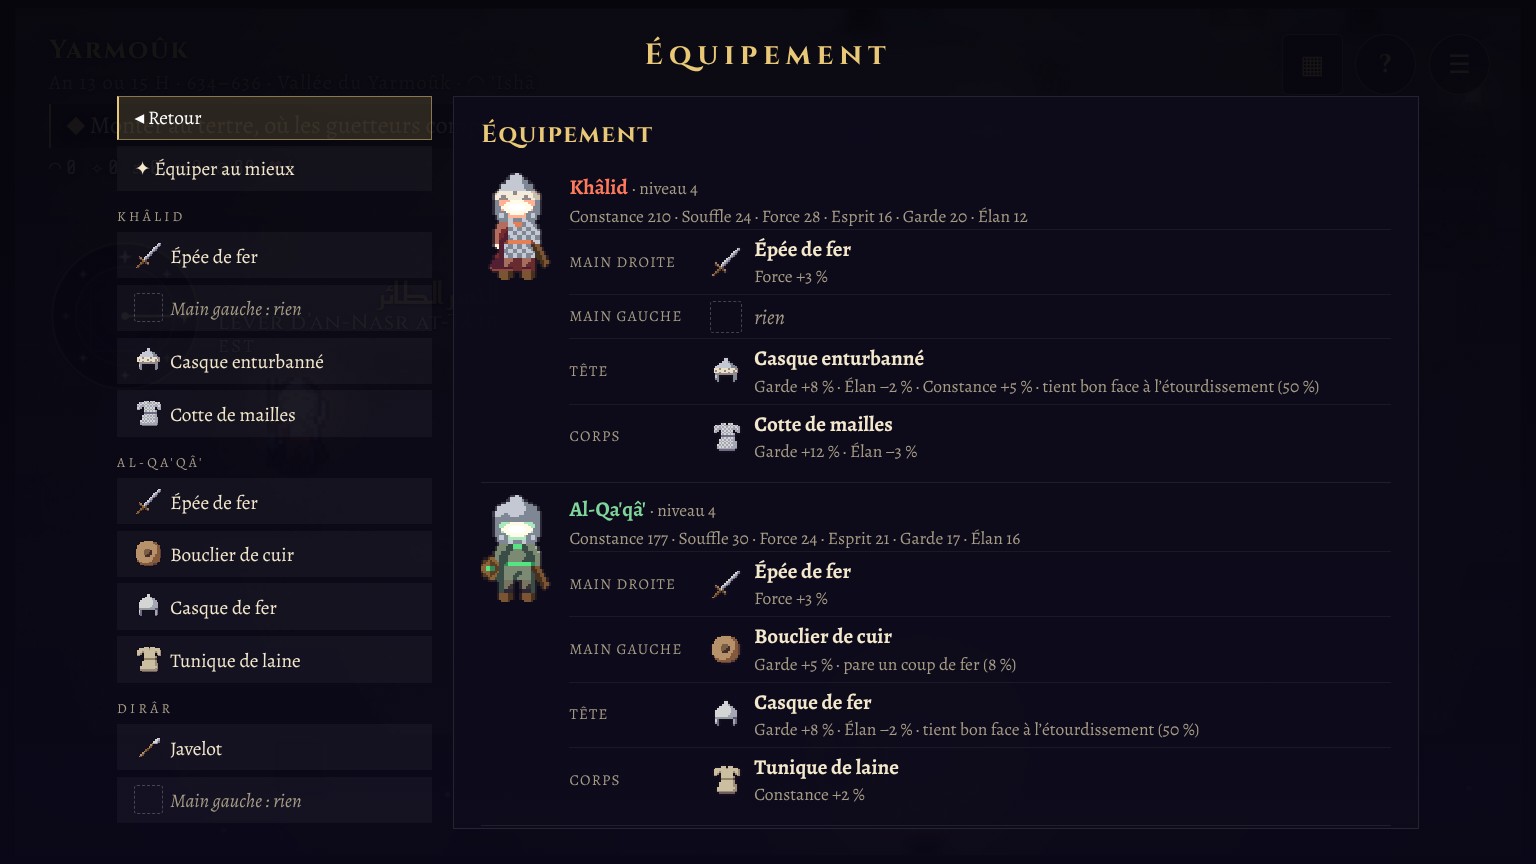 Yarmoûk
Équipement
?
◂ Retour
✦ Équiper au mieux
KHÂLID
Épée de fer
Main gauche : rien
Casque enturbanné
Cotte de mailles
AL-QA'QÂ'
Épée de fer
Bouclier de cuir
Casque de fer
Tunique de laine
DIRÂR
Javelot
Main gauche : rien
Équipement
Khâlid · niveau 4
Constance 210 · Souffle 24 · Force 28 · Esprit 16 · Garde 20 · Élan 12
MAIN DROITE
Épée de fer
Force +3 %
MAIN GAUCHE
rien
TÊTE
Casque enturbanné
Garde +8 % · Élan −2 % · Constance +5 % · tient bon face à l’étourdissement (50 %)
CORPS
Cotte de mailles
Garde +12 % · Élan −3 %
Al-Qa'qâ' · niveau 4
Constance 177 · Souffle 30 · Force 24 · Esprit 21 · Garde 17 · Élan 16
MAIN DROITE
Épée de fer
Force +3 %
MAIN GAUCHE
Bouclier de cuir
Garde +5 % · pare un coup de fer (8 %)
TÊTE
Casque de fer
Garde +8 % · Élan −2 % · tient bon face à l’étourdissement (50 %)
CORPS
Tunique de laine
Constance +2 %